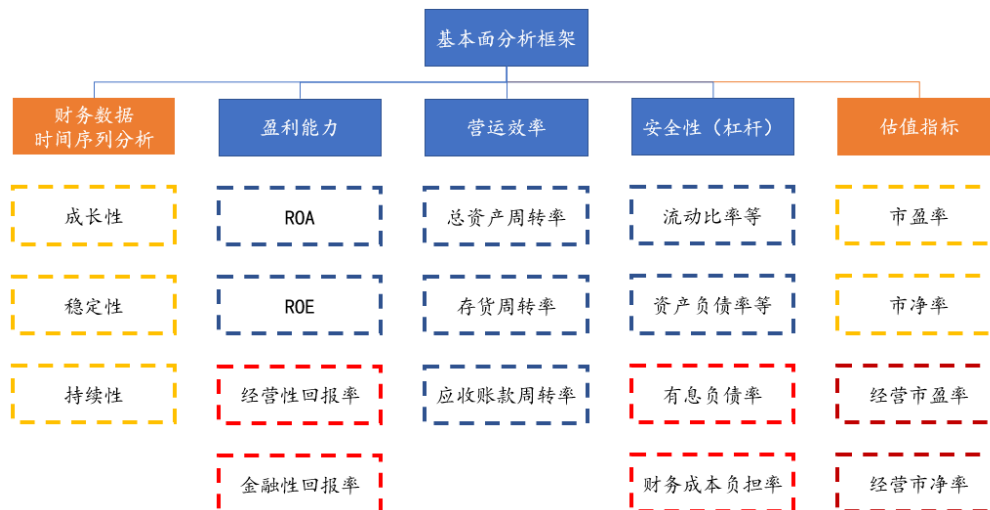 基本面分析框架
财务数据
时间序列分析
盈利能力
营运效率
安全性（杠杆）
估值指标
成长性
ROA
总资产周转率
流动比率等
市盈率
稳定性
ROE
存货周转率
资产负债率等
市净率
持续性
经营性回报率
应收账款周转率
有息负债率
经营市盈率
金融性回报率
财务成本负担率
经营市净率